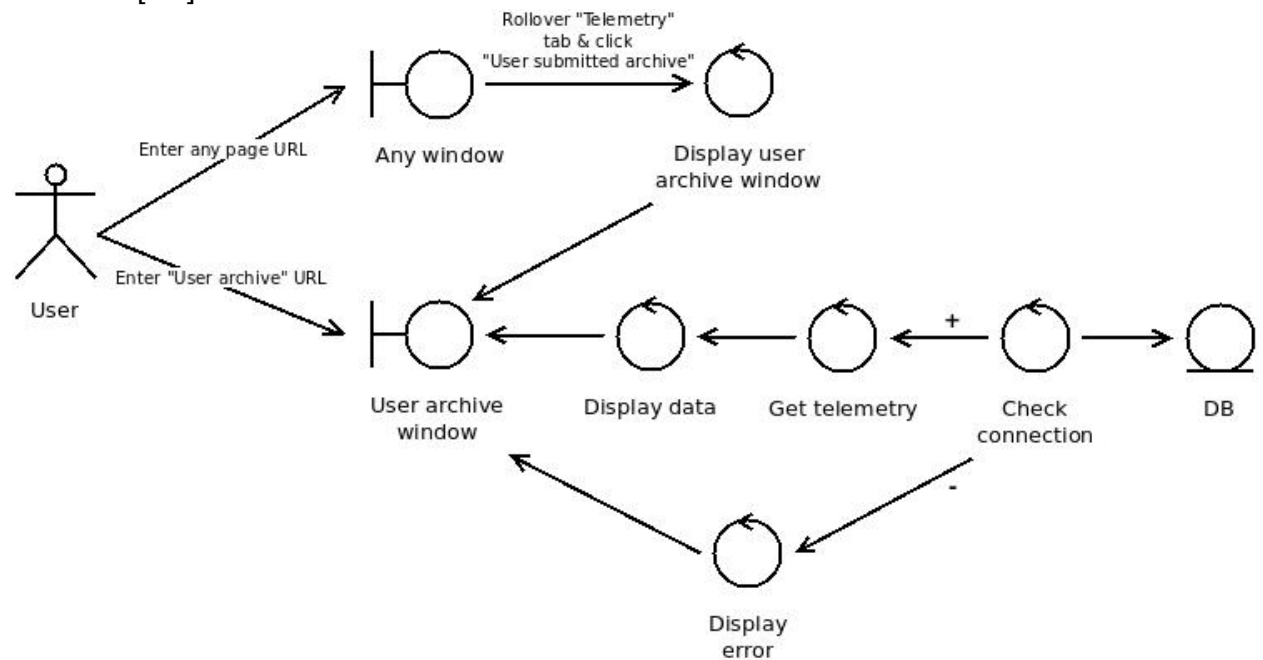 Rollover "Telemetry"
tab & click
"User submitted archive"
Enter any page URL
Any window
Display user
archive window
Enter "User archive" URL
User
+
User archive
window
Display data
Get telemetry
Check
connection
DB
-
Display
error